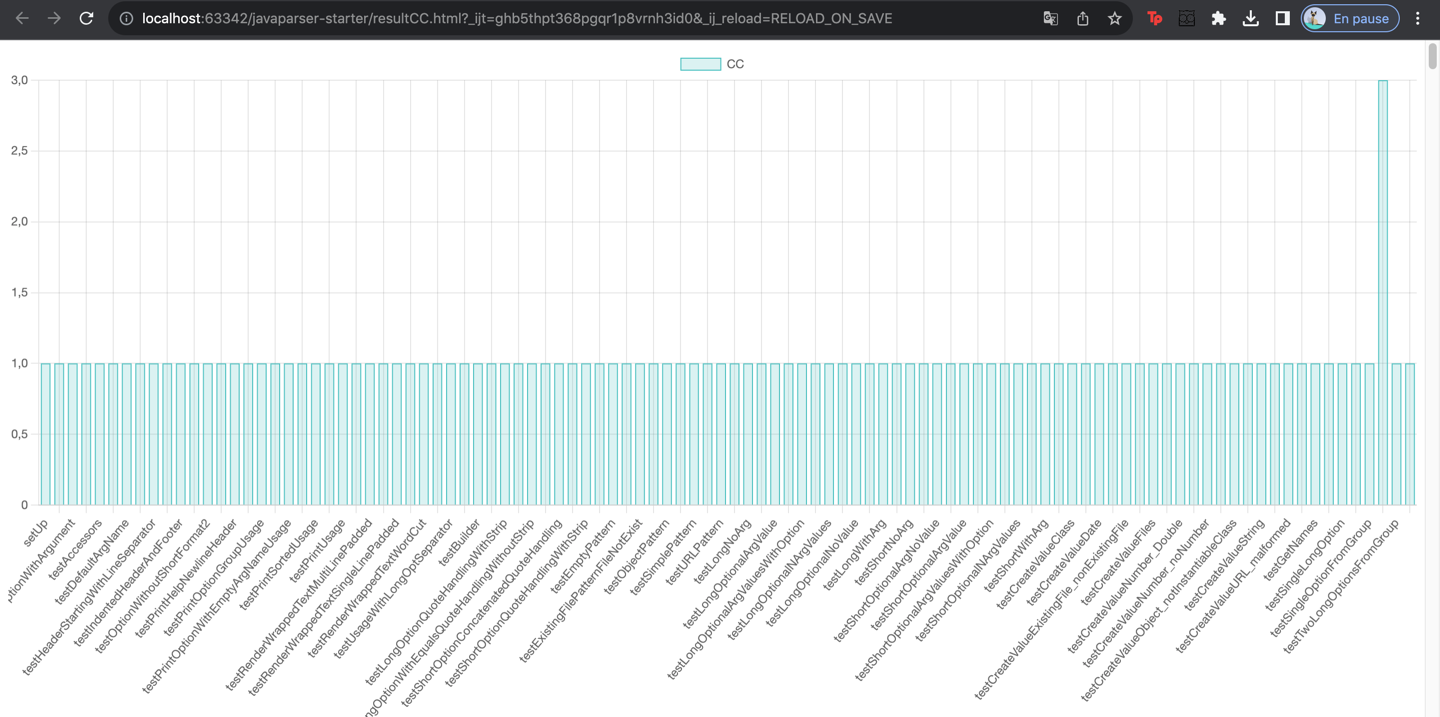 localhost:63342/javaparser-starter/resultCC.html?_ijt=ghb5thpt368pgqr1p8vrnh3id0&_ij_reload=RELOAD_ON_SAVE
Tp
En pause
CC
3,0
2,5
2,0
1,5
1,0
0,5
0
setUp
ptionWithArgument
testAccessors
testDefaultArgName
testHeaderStartingWithLineSeparator
testIndentedHeaderAndFooter
testOptionWithoutShortFormat2
testPrintHelpNewlineHeader
testPrintOptionGroupUsage
testPrintOptionWithEmptyArgNameUsage
testPrintSortedUsage
testPrintUsage
testRenderWrappedTextMultiLinePadded
testRenderWrappedTextSingleLinePadded
testRenderWrappedTextWordCut
testUsageWithLongOptSeparator
testBuilder
testLongOptionQuoteHandlingWithStrip
ngOptionWithEqualsQuoteHandlingWithoutStrip
testShortOptionConcatenatedQuoteHandling
testShortOptionQuoteHandlingWithStrip
testEmptyPattern
testExistingFilePatternFileNotExist
testObjectPattern
testSimplePattern
testURLPattern
testLongNoArg
testLongOptionalArgValue
testLongOptionalArgValuesWithOption
testLongOptionalNArgValues
testLongOptionalNoValue
testLongWithArg
testShortNoArg
testShortOptionalArgNoValue
testShortOptionalArgValue
testShortOptionalArgValuesWithOption
testShortOptionalNArgValues
testShortWithArg
testCreateValueClass
testCreateValueDate
testCreateValueExistingFile_nonExistingFile
testCreateValueFiles
testCreateValueNumber_Double
testCreateValueNumber_noNumber
testCreateValueObject_notInstantiableClass
testCreateValueString
testCreateValueURL_malformed
testGetNames
testSingleLongOption
testSingleOptionFromGroup
testTwoLongOptionsFromGroup